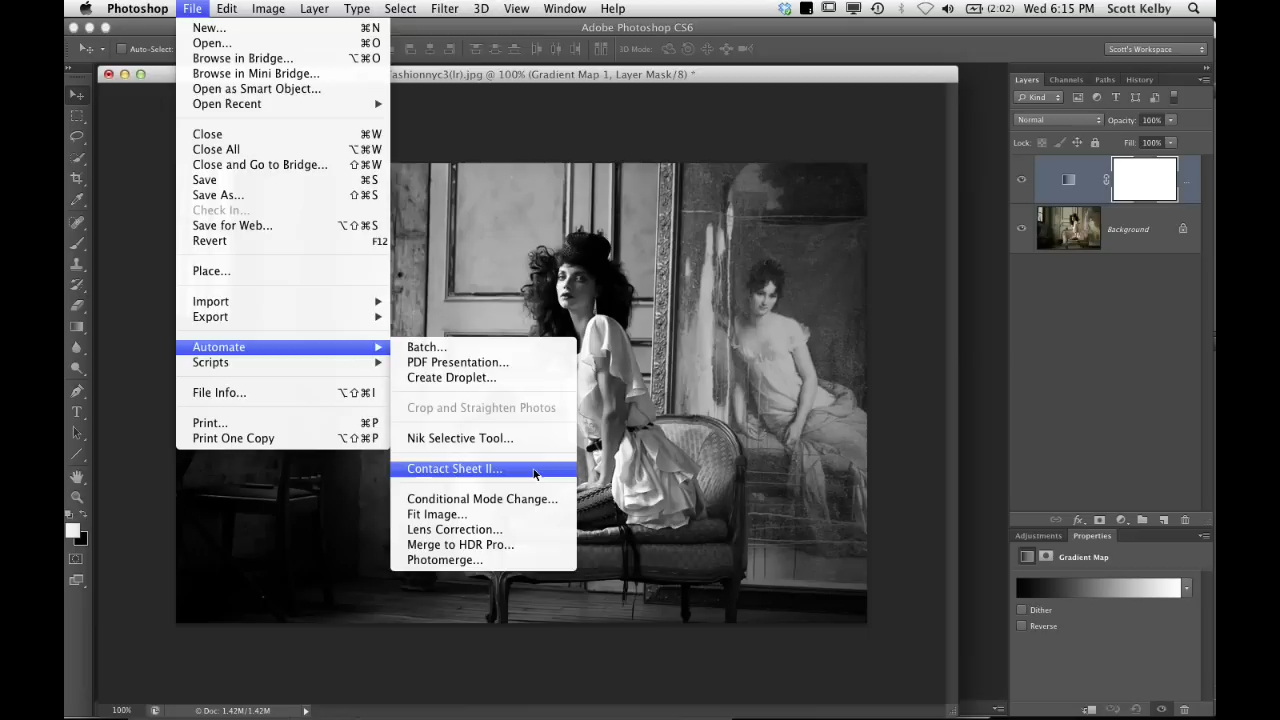 Photoshop File Edit Image Layer Type Select Filter 3D View Window Help (2:02) Wed 6:15 PM Scott Kelby
Adobe Photoshop CS6
Auto-Select: 3D Mode: Scott's Workspace
ashionnyc3(lr).jpg @ 100% (Gradient Map 1, Layer Mask/8) *
New... ⌘N
Open... ⌘O
Browse in Bridge... ⌥⌘O
Browse in Mini Bridge...
Open as Smart Object...
Open Recent
Close ⌘W
Close All ⌥⌘W
Close and Go to Bridge... ⇧⌘W
Save ⌘S
Save As... ⇧⌘S
Check In...
Save for Web... ⌥⇧⌘S
Revert F12
Place...
Import
Export
Automate
Scripts
File Info... ⌥⇧⌘I
Print... ⌘P
Print One Copy ⌥⇧⌘P
Batch...
PDF Presentation...
Create Droplet...
Crop and Straighten Photos
Nik Selective Tool...
Contact Sheet II...
Conditional Mode Change...
Fit Image...
Lens Correction...
Merge to HDR Pro...
Photomerge...
Layers Channels Paths History
Kind
Normal Opacity: 100%
Lock: Fill: 100%
...
Background
fx
Adjustments Properties
Gradient Map
Dither
Reverse
100% Doc: 1.42M/1.42M